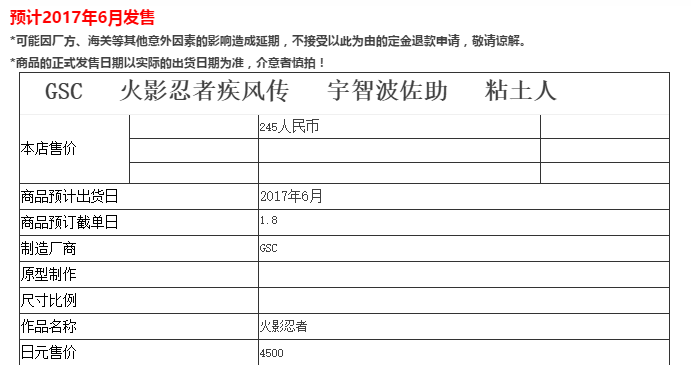 预计2017年6月发售
*可能因厂方、海关等其他意外因素的影响造成延期，不接受以此为由的定金退款申请，敬请谅解。
*商品的正式发售日期以实际的出货日期为准，介意者慎拍！
GSC 火影忍者疾风传 宇智波佐助 粘土人
本店售价 245人民币
商品预计出货日 2017年6月
商品预订截单日 1.8
制造厂商 GSC
原型制作
尺寸比例
作品名称 火影忍者
日元售价 4500